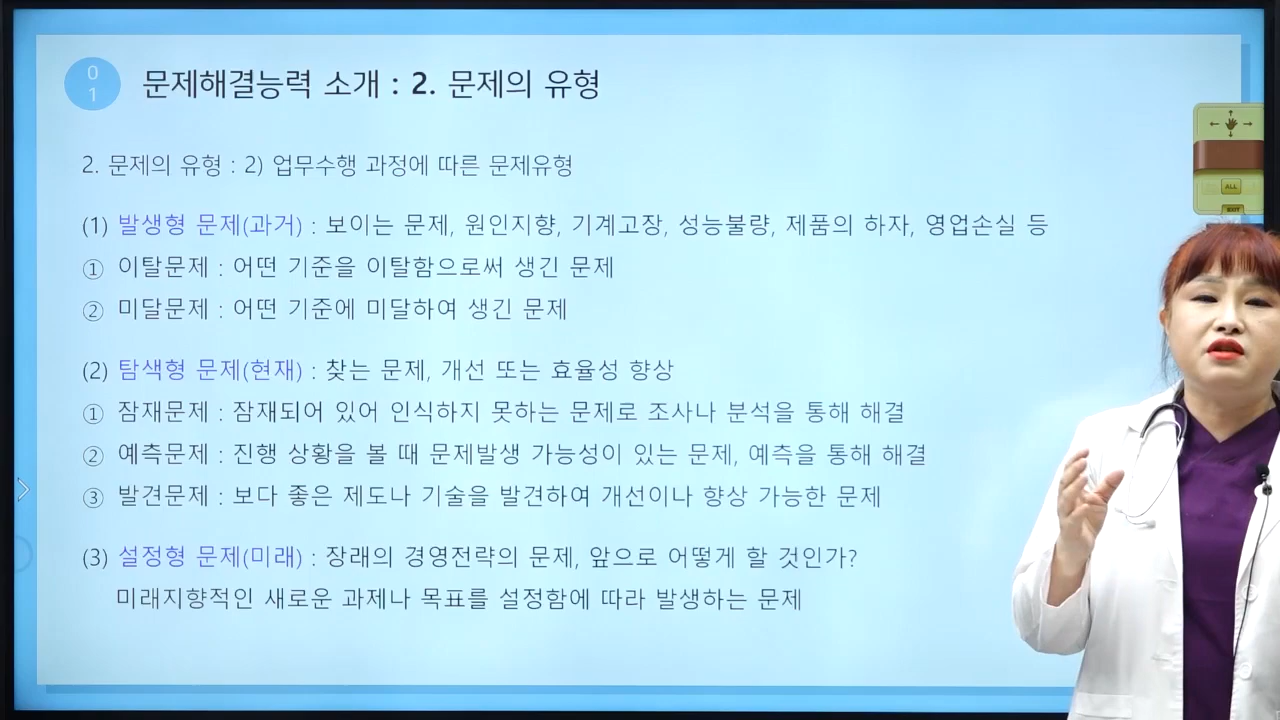 0
1
문제해결능력 소개 : 2. 문제의 유형
2. 문제의 유형 : 2) 업무수행 과정에 따른 문제유형
(1) 발생형 문제(과거) : 보이는 문제, 원인지향, 기계고장, 성능불량, 제품의 하자, 영업손실 등
① 이탈문제 : 어떤 기준을 이탈함으로써 생긴 문제
② 미달문제 : 어떤 기준에 미달하여 생긴 문제
(2) 탐색형 문제(현재) : 찾는 문제, 개선 또는 효율성 향상
① 잠재문제 : 잠재되어 있어 인식하지 못하는 문제로 조사나 분석을 통해 해결
② 예측문제 : 진행 상황을 볼 때 문제발생 가능성이 있는 문제, 예측을 통해 해결
③ 발견문제 : 보다 좋은 제도나 기술을 발견하여 개선이나 향상 가능한 문제
(3) 설정형 문제(미래) : 장래의 경영전략의 문제, 앞으로 어떻게 할 것인가?
미래지향적인 새로운 과제나 목표를 설정함에 따라 발생하는 문제
ALL
EXIT